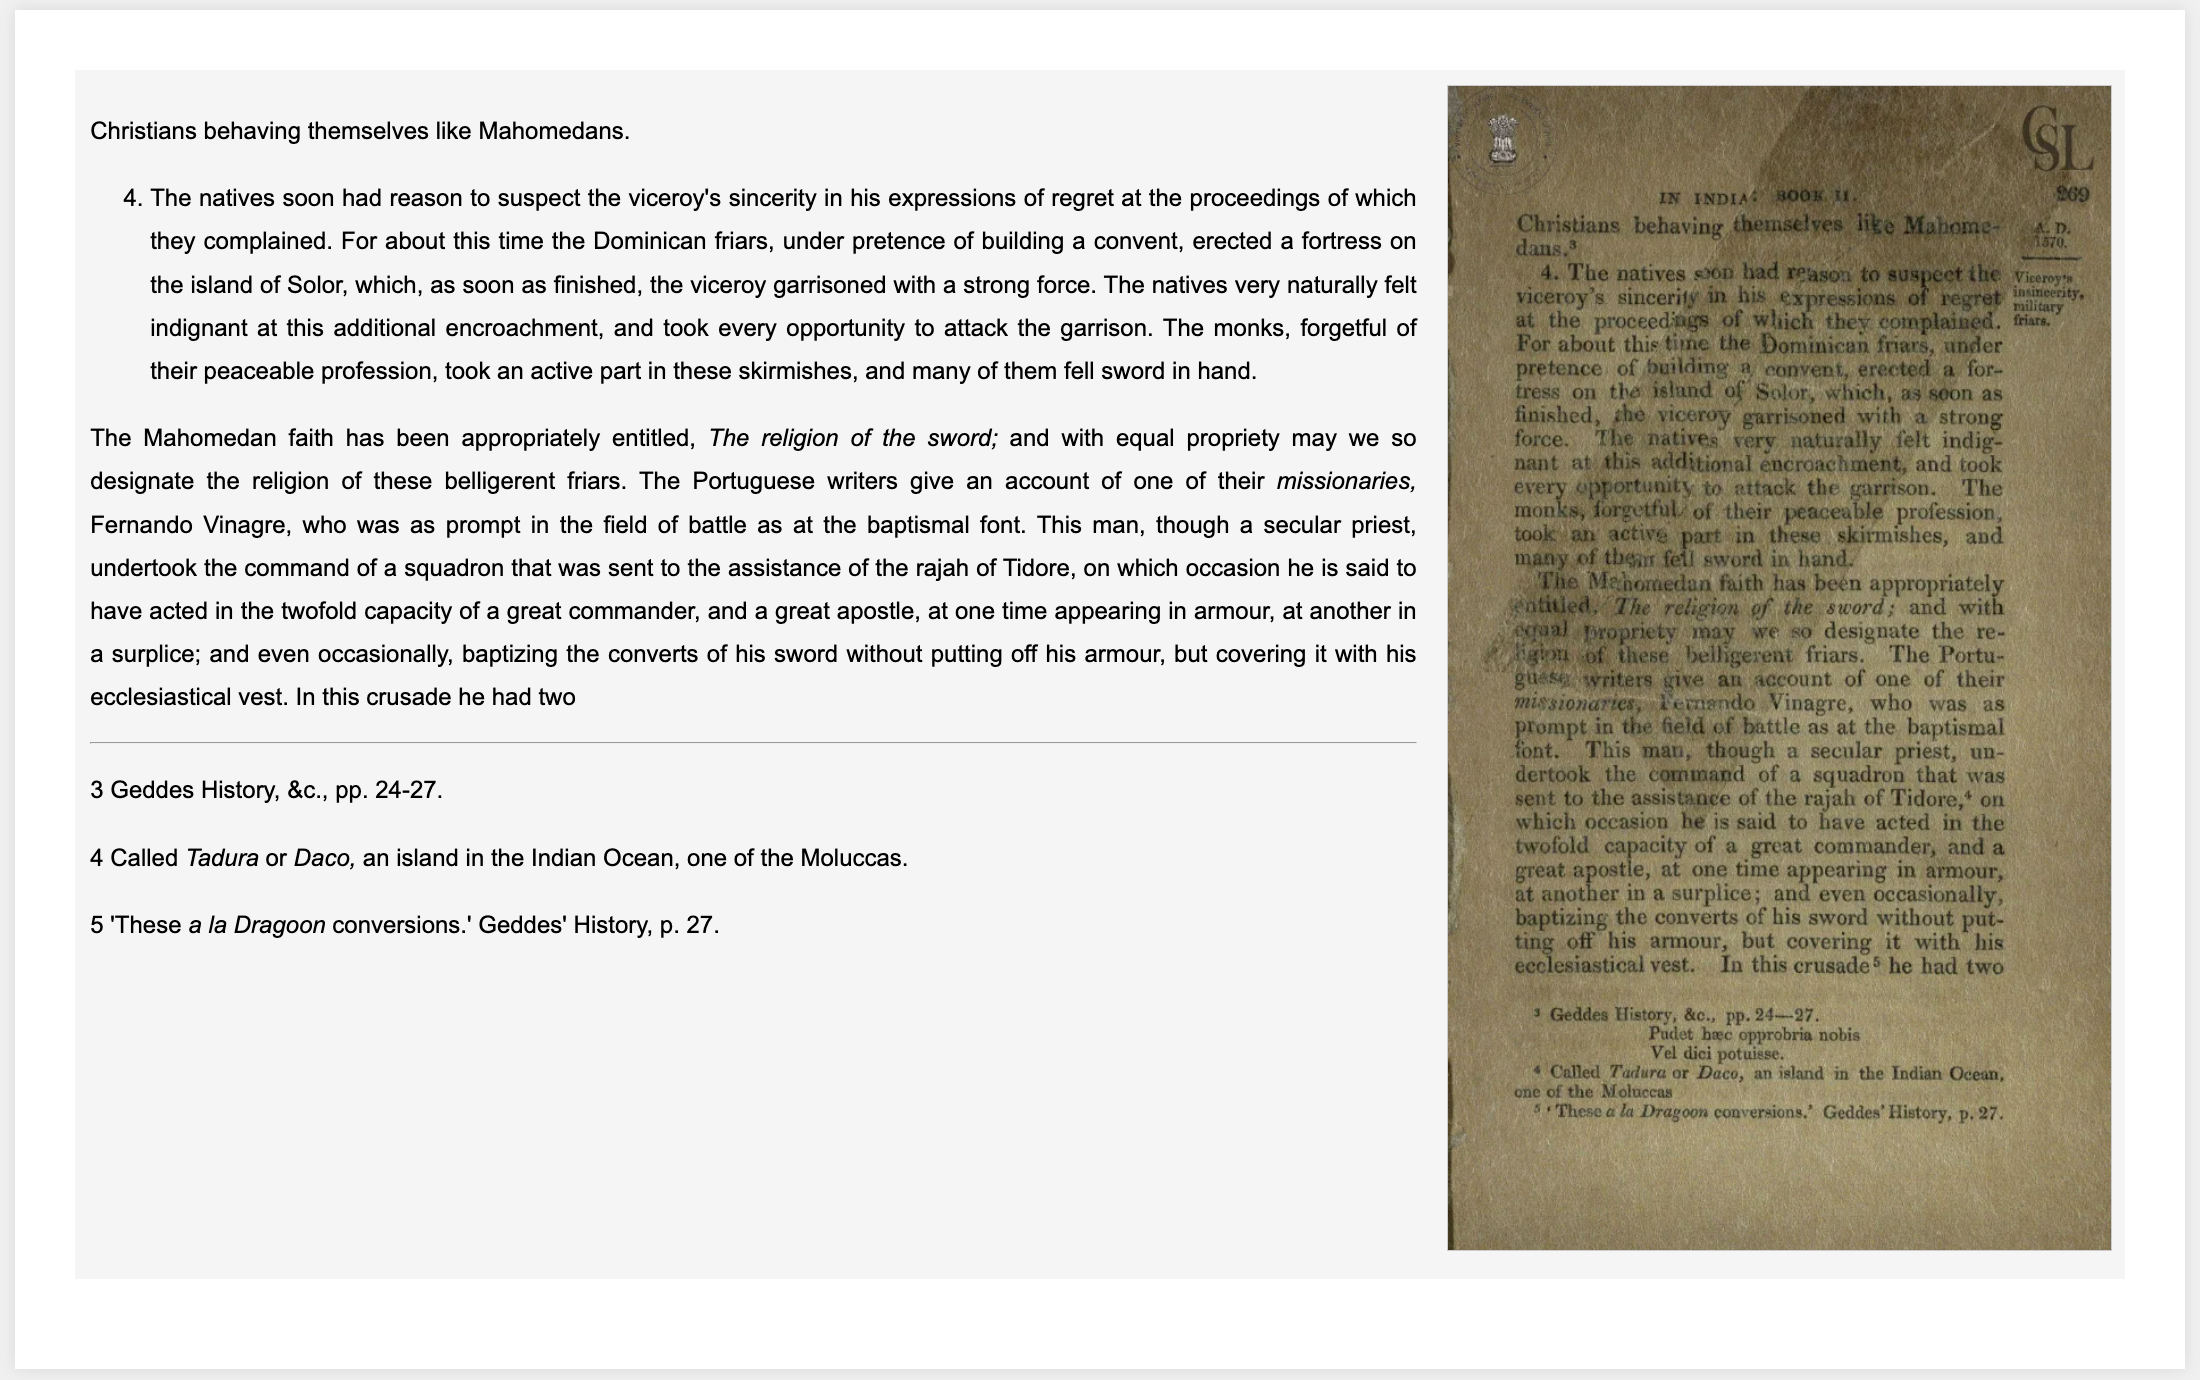 Christians behaving themselves like Mahomedans.
4. The natives soon had reason to suspect the viceroy's sincerity in his expressions of regret at the proceedings of which
they complained. For about this time the Dominican friars, under pretence of building a convent, erected a fortress on
the island of Solor, which, as soon as finished, the viceroy garrisoned with a strong force. The natives very naturally felt
indignant at this additional encroachment, and took every opportunity to attack the garrison. The monks, forgetful of
their peaceable profession, took an active part in these skirmishes, and many of them fell sword in hand.
The Mahomedan faith has been appropriately entitled, The religion of the sword; and with equal propriety may we so
designate the religion of these belligerent friars. The Portuguese writers give an account of one of their missionaries,
Fernando Vinagre, who was as prompt in the field of battle as at the baptismal font. This man, though a secular priest,
undertook the command of a squadron that was sent to the assistance of the rajah of Tidore, on which occasion he is said to
have acted in the twofold capacity of a great commander, and a great apostle, at one time appearing in armour, at another in
a surplice; and even occasionally, baptizing the converts of his sword without putting off his armour, but covering it with his
ecclesiastical vest. In this crusade he had two
3 Geddes History, &c., pp. 24-27.
4 Called Tadura or Daco, an island in the Indian Ocean, one of the Moluccas.
5 'These a la Dragoon conversions.' Geddes' History, p. 27.
CSL
IN INDIA: BOOK II. 269
Christians behaving themselves like Mahome-
dans.³
A. D.
1570.
4. The natives soon had reason to suspect the
viceroy's sincerity in his expressions of regret
at the proceedings of which they complained.
Viceroy's
insincerity,
military
friars.
For about this time the Dominican friars, under
pretence of building a convent, erected a for-
tress on the island of Solor, which, as soon as
finished, the viceroy garrisoned with a strong
force. The natives very naturally felt indig-
nant at this additional encroachment, and took
every opportunity to attack the garrison. The
monks, forgetful of their peaceable profession,
took an active part in these skirmishes, and
many of them fell sword in hand.
The Mahomedan faith has been appropriately
entitled, The religion of the sword; and with
equal propriety may we so designate the re-
ligion of these belligerent friars. The Portu-
guese writers give an account of one of their
missionaries, Fernando Vinagre, who was as
prompt in the field of battle as at the baptismal
font. This man, though a secular priest, un-
dertook the command of a squadron that was
sent to the assistance of the rajah of Tidore,⁴ on
which occasion he is said to have acted in the
twofold capacity of a great commander, and a
great apostle, at one time appearing in armour,
at another in a surplice; and even occasionally,
baptizing the converts of his sword without put-
ting off his armour, but covering it with his
ecclesiastical vest. In this crusade⁵ he had two
³ Geddes History, &c., pp. 24—27.
Pudet hæc opprobria nobis
Vel dici potuisse.
⁴ Called Tadura or Daco, an island in the Indian Ocean,
one of the Moluccas
⁵ 'These a la Dragoon conversions.' Geddes' History, p. 27.